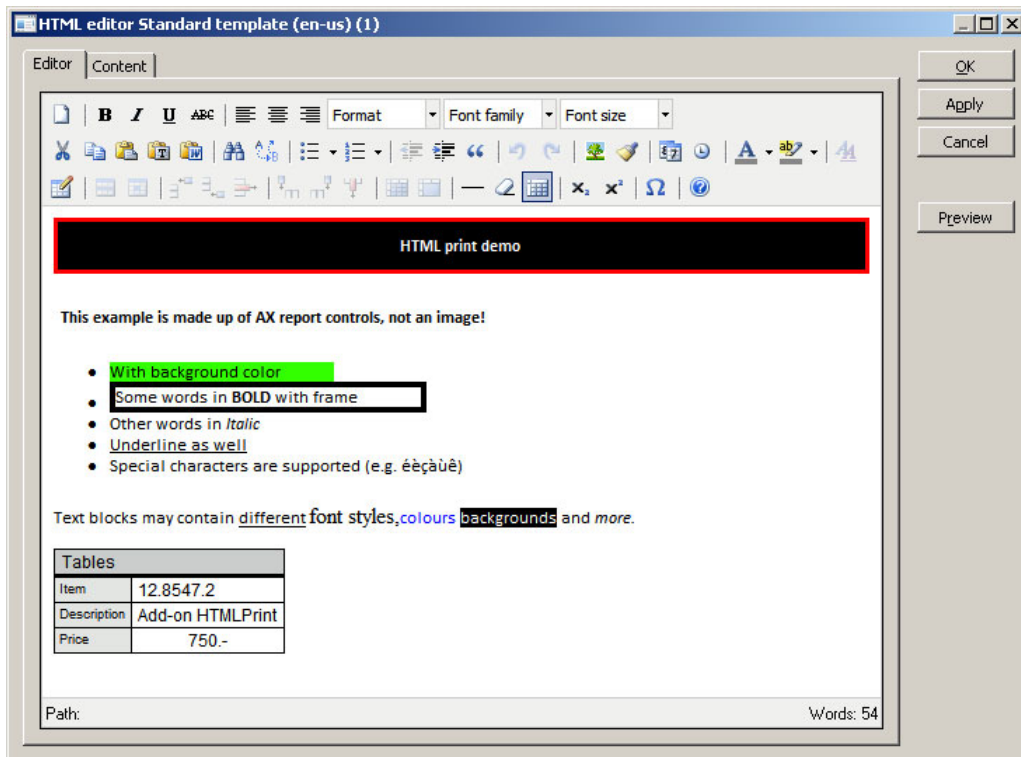 HTML editor Standard template (en-us) (1)
Editor Content
OK
Apply
Cancel
Preview
B I U ABC Format Font family Font size
HTML print demo
This example is made up of AX report controls, not an image!
With background color
Some words in BOLD with frame
Other words in Italic
Underline as well
Special characters are supported (e.g. éèçàùê)
Text blocks may contain different font styles,colours backgrounds and more.
Tables
Item 12.8547.2
Description Add-on HTMLPrint
Price 750.-
Path: Words: 54